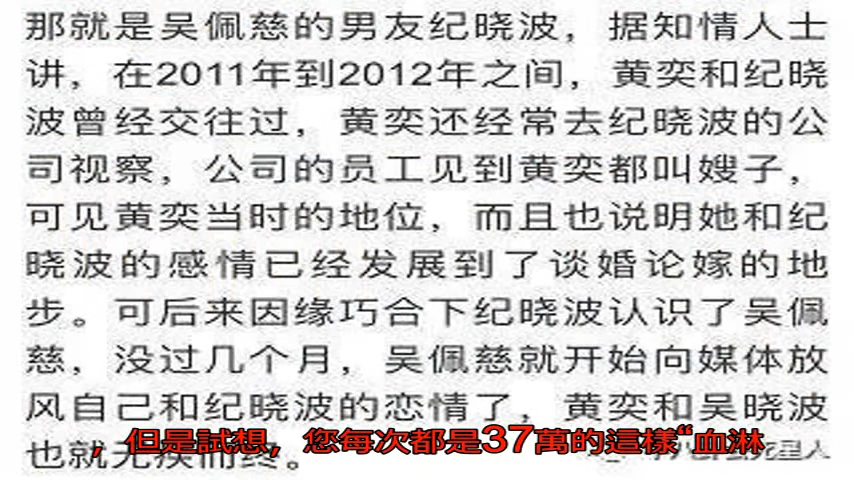 那就是吴佩慈的男友纪晓波，据知情人士
讲，在2011年到2012年之间，黄奕和纪晓
波曾经交往过，黄奕还经常去纪晓波的公
司视察，公司的员工见到黄奕都叫嫂子，
可见黄奕当时的地位，而且也说明她和纪
晓波的感情已经发展到了谈婚论嫁的地
步。可后来因缘巧合下纪晓波认识了吴佩
慈，没过几个月，吴佩慈就开始向媒体放
风自己和纪晓波的恋情了，黄奕和吴晓波
也就无疾而终。
，但是試想，您每次都是37萬的這樣“血淋